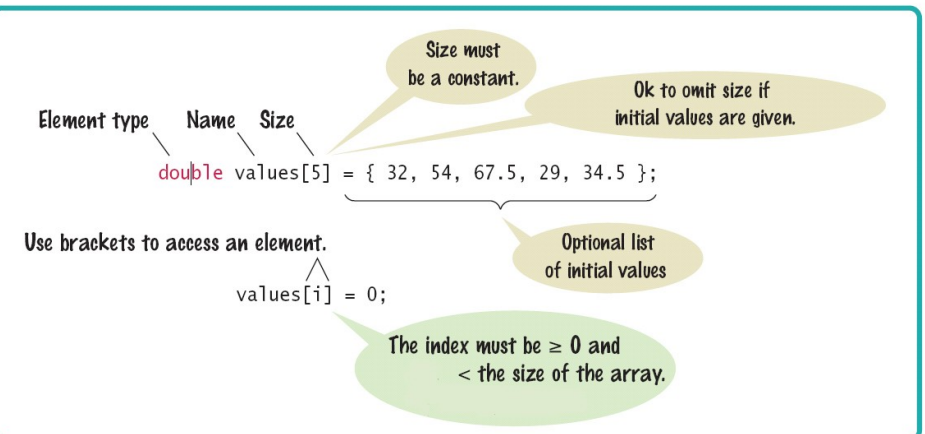 Size must
be a constant.
Ok to omit size if
initial values are given.
Element type Name Size
double values[5] = { 32, 54, 67.5, 29, 34.5 };
Use brackets to access an element.
Optional list
of initial values
values[i] = 0;
The index must be ≥ 0 and
< the size of the array.